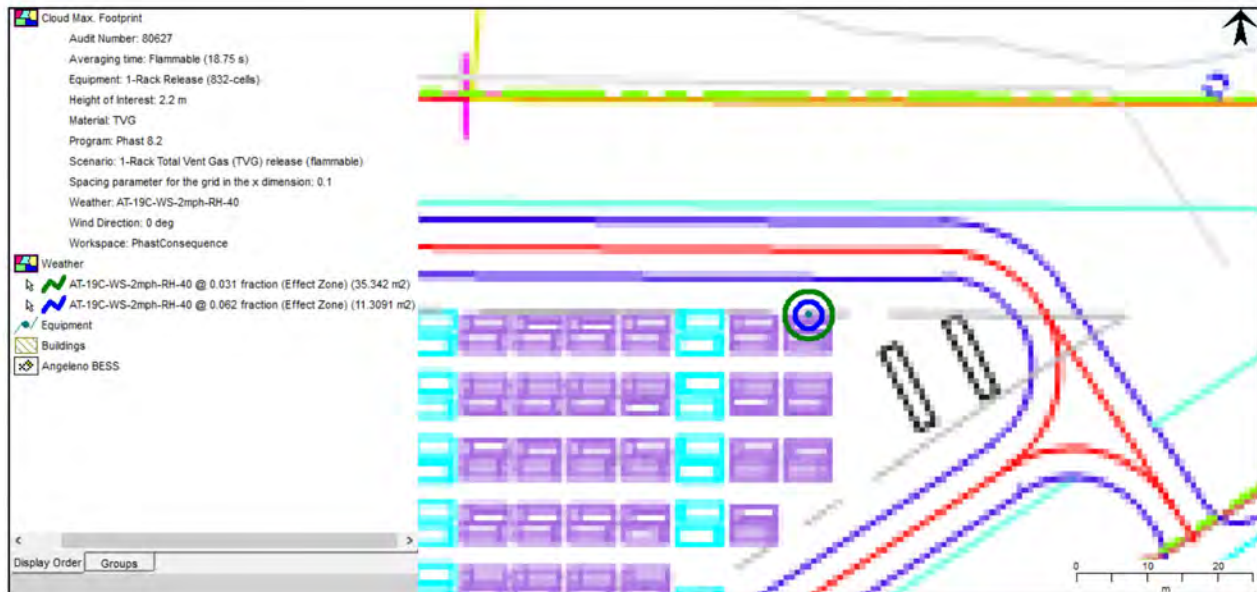 Cloud Max. Footprint
Audit Number: 80627
Averaging time: Flammable (18.75 s)
Equipment: 1-Rack Release (832-cells)
Height of Interest: 2.2 m
Material: TVG
Program: Phast 8.2
Scenario: 1-Rack Total Vent Gas (TVG) release (flammable)
Spacing parameter for the grid in the x dimension: 0.1
Weather: AT-19C-WS-2mph-RH-40
Wind Direction: 0 deg
Workspace: PhastConsequence
Weather
AT-19C-WS-2mph-RH-40 @ 0.031 fraction (Effect Zone) (35.342 m2)
AT-19C-WS-2mph-RH-40 @ 0.062 fraction (Effect Zone) (11.3091 m2)
Equipment
Buildings
Angeleno BESS
Display Order Groups
0 10 20
m